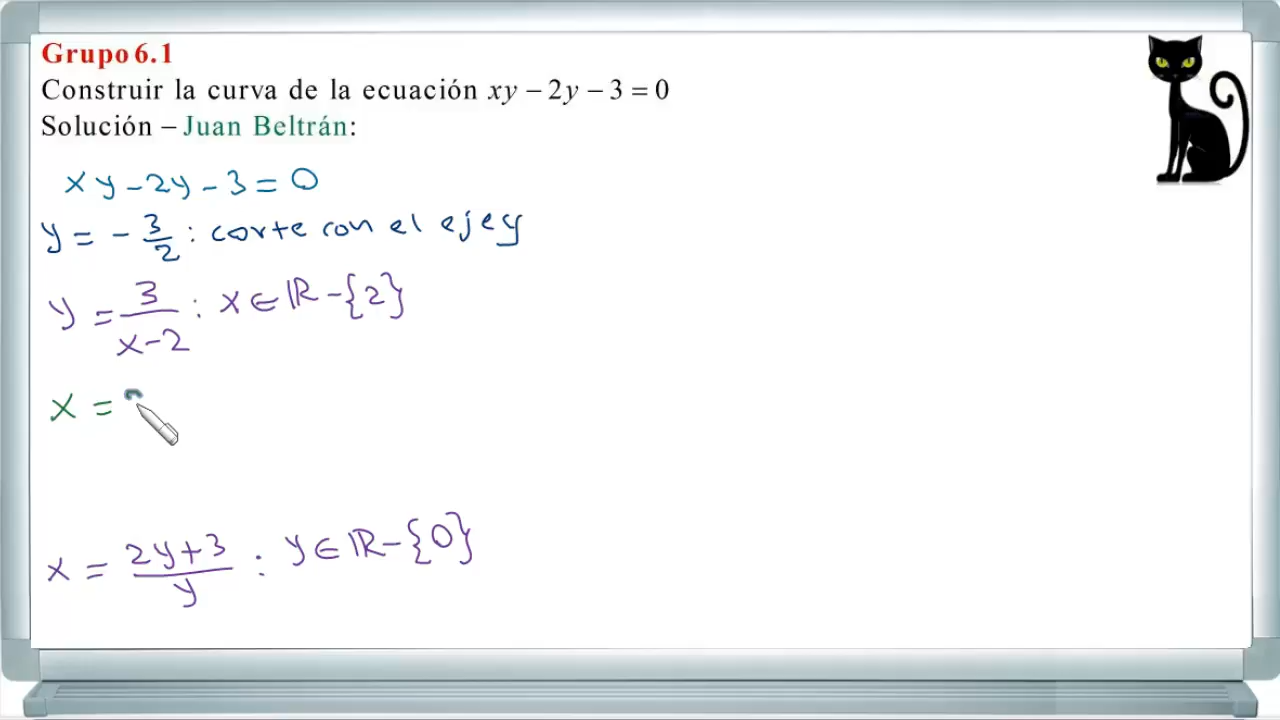 Grupo 6.1
Construir la curva de la ecuación xy − 2y − 3 = 0
Solución – Juan Beltrán:
xy - 2y - 3 = 0
y = - 3/2 : corte con el eje y
y = 3/(x-2) : x ∈ ℝ - {2}
x =
x = (2y+3)/y : y ∈ ℝ - {0}